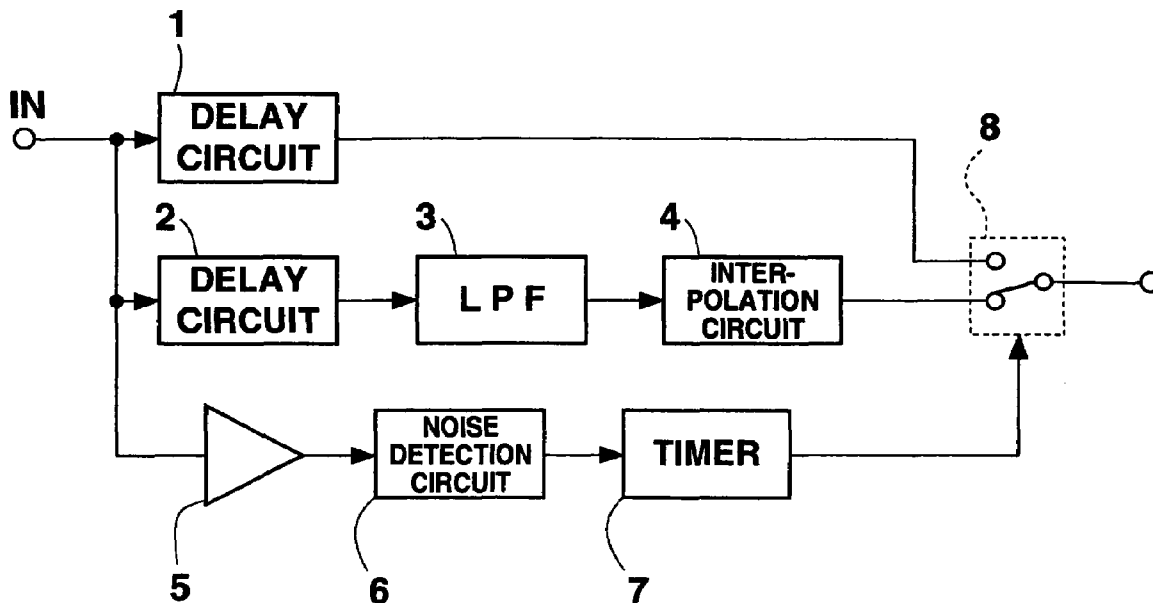 1
IN
DELAY
CIRCUIT
8
2
3
4
DELAY
CIRCUIT
L P F
INTER-
POLATION
CIRCUIT
NOISE
DETECTION
CIRCUIT
TIMER
5
6
7